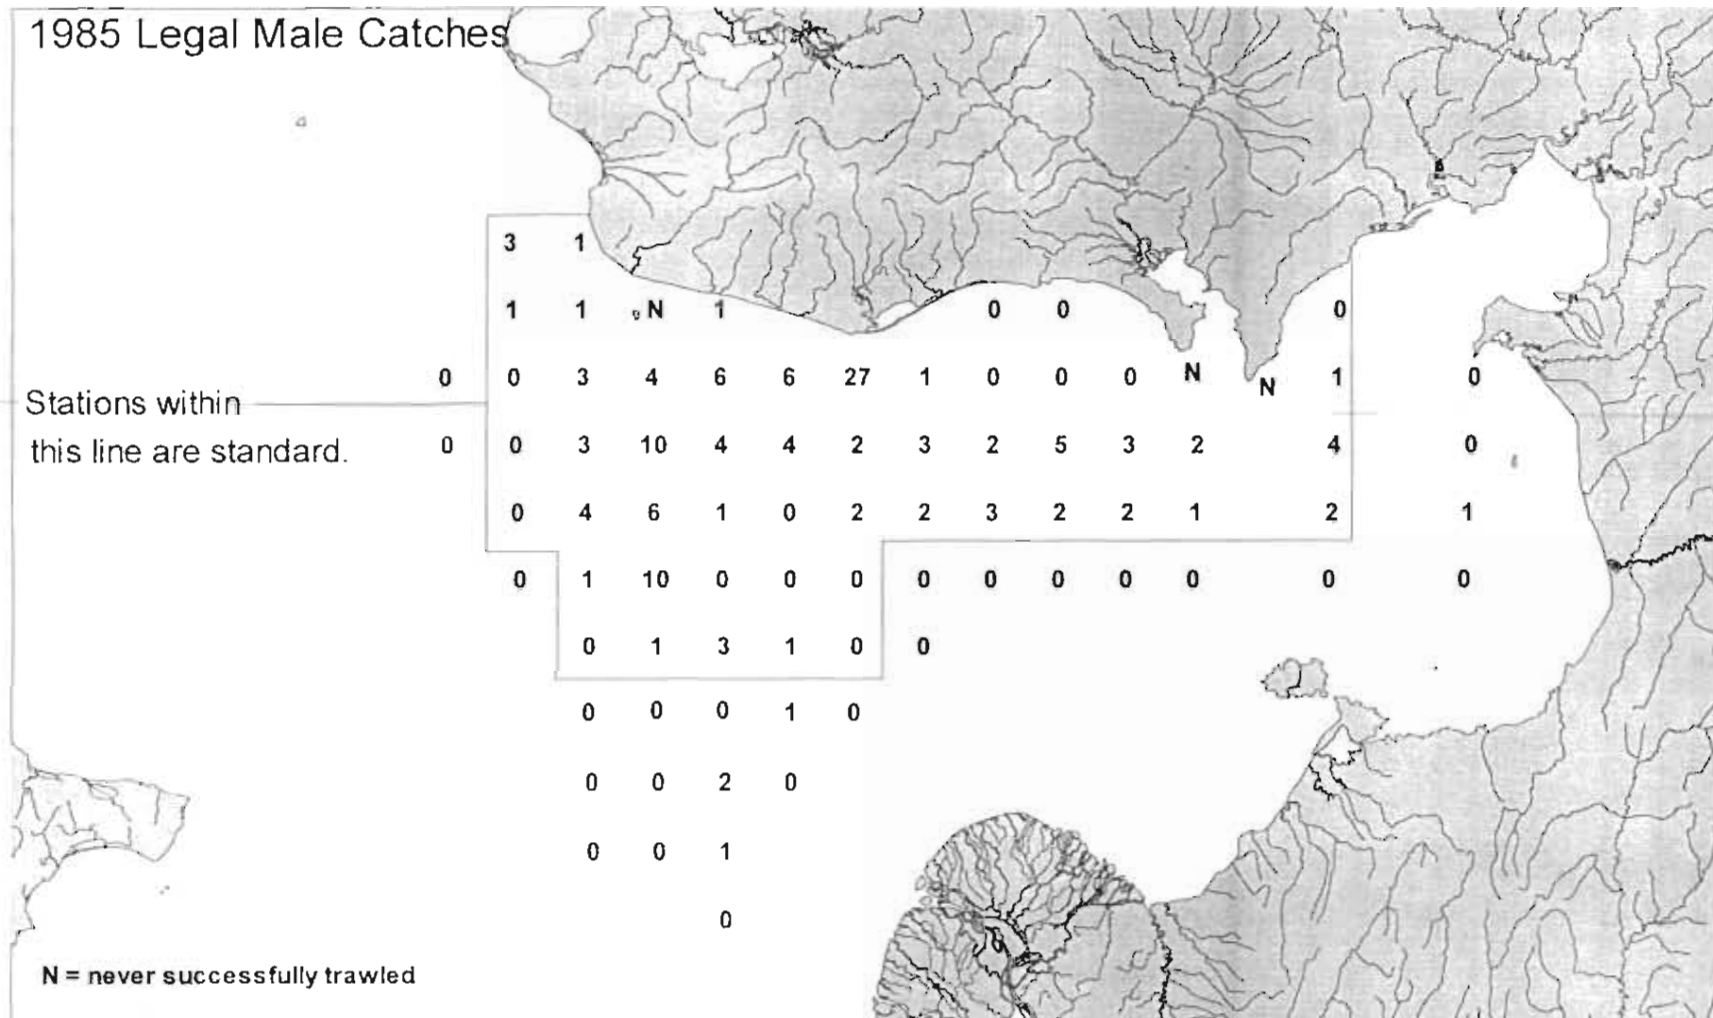 1985 Legal Male Catches
3 1
1 1 N 1 0 0 0
0 0 3 4 6 6 27 1 0 0 0 N N 1 0
Stations within
this line are standard.
0 0 3 10 4 4 2 3 2 5 3 2 4 0
0 4 6 1 0 2 2 3 2 2 1 2 1
0 1 10 0 0 0 0 0 0 0 0 0 0
0 1 3 1 0 0
0 0 0 1 0
0 0 2 0
0 0 1
0
N = never successfully trawled